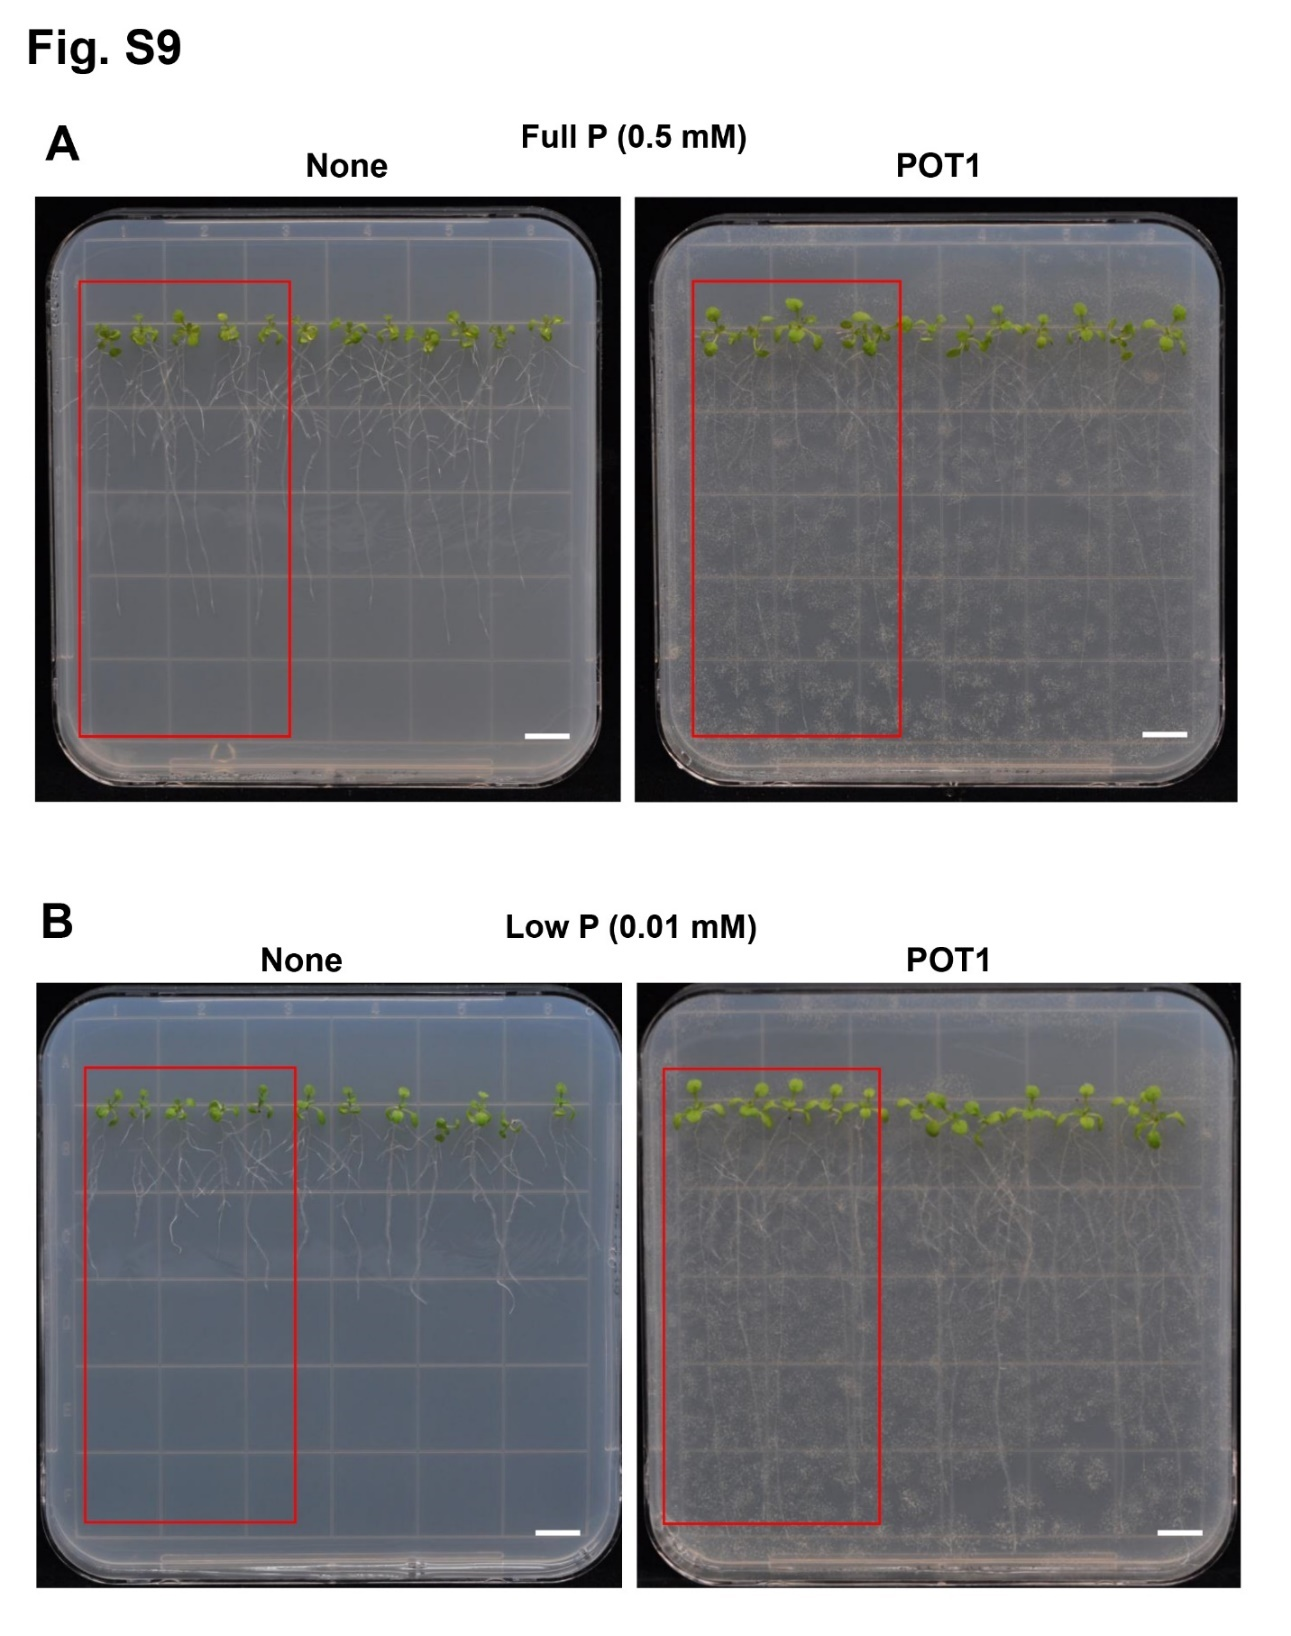 Fig. S9
A
Full P (0.5 mM)
None
POT1
B
Low P (0.01 mM)
None
POT1